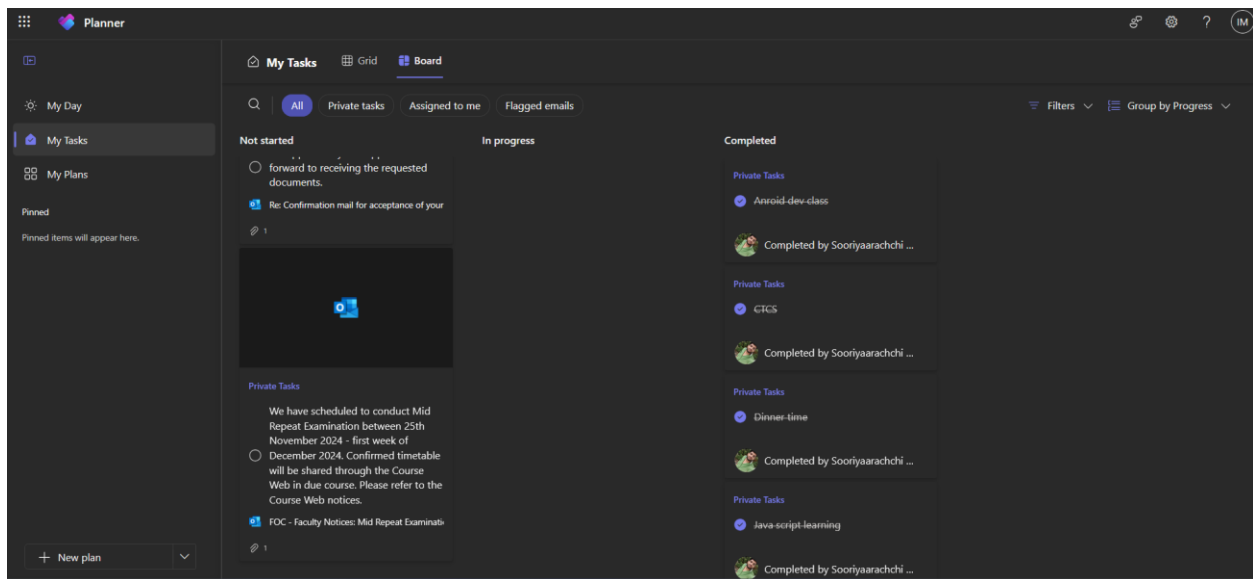 Planner
IM
My Tasks
Grid
Board
My Day
My Tasks
My Plans
Pinned
Pinned items will appear here.
New plan
All
Private tasks
Assigned to me
Flagged emails
Filters
Group by Progress
Not started
forward to receiving the requested
documents.
Re: Confirmation mail for acceptance of your
1
Private Tasks
We have scheduled to conduct Mid
Repeat Examination between 25th
November 2024 - first week of
December 2024. Confirmed timetable
will be shared through the Course
Web in due course. Please refer to the
Course Web notices.
FOC - Faculty Notices: Mid Repeat Examinati
1
In progress
Completed
Private Tasks
Anroid dev class
Completed by Sooriyaarachchi ...
Private Tasks
CTCS
Completed by Sooriyaarachchi ...
Private Tasks
Dinner time
Completed by Sooriyaarachchi ...
Private Tasks
Java script learning
Completed by Sooriyaarachchi ...